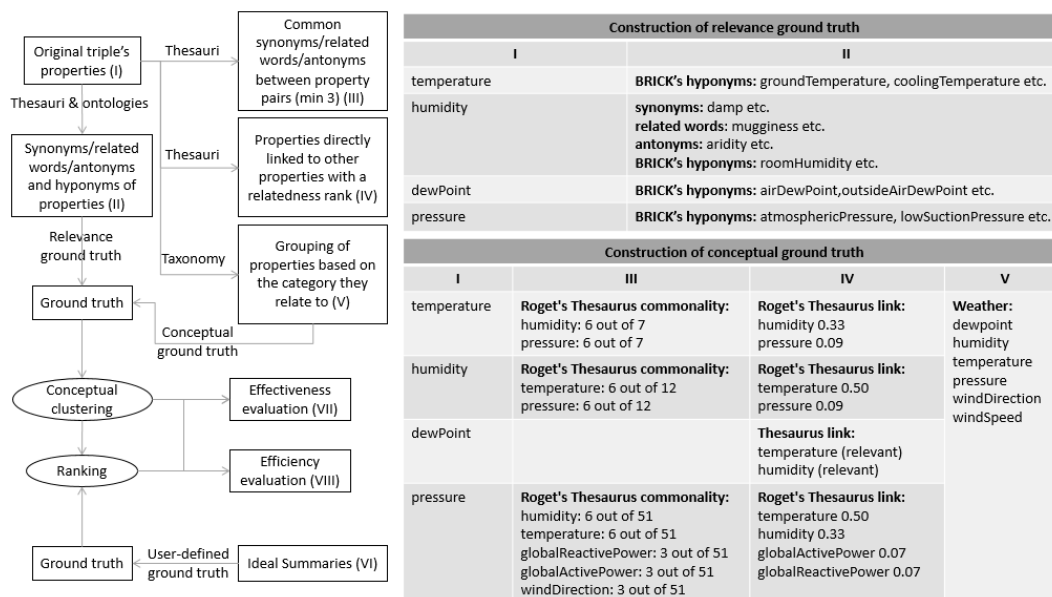 Original triple's
properties (I)
Thesauri
Common
synonyms/related
words/antonyms
between property
pairs (min 3) (III)
Thesauri & ontologies
Synonyms/related
words/antonyms
and hyponyms of
properties (II)
Thesauri
Properties directly
linked to other
properties with a
relatedness rank (IV)
Relevance
ground truth
Taxonomy
Grouping of
properties based on
the category they
relate to (V)
Ground truth
Conceptual
ground truth
Conceptual
clustering
Effectiveness
evaluation (VII)
Ranking
Efficiency
evaluation (VIII)
Ground truth
User-defined
ground truth
Ideal Summaries (VI)
Construction of relevance ground truth
I II
temperature BRICK's hyponyms: groundTemperature, coolingTemperature etc.
humidity synonyms: damp etc.
related words: mugginess etc.
antonyms: aridity etc.
BRICK's hyponyms: roomHumidity etc.
dewPoint BRICK's hyponyms: airDewPoint,outsideAirDewPoint etc.
pressure BRICK's hyponyms: atmosphericPressure, lowSuctionPressure etc.
Construction of conceptual ground truth
I III IV V
temperature Roget's Thesaurus commonality: Roget's Thesaurus link: Weather:
humidity: 6 out of 7 humidity 0.33 dewpoint
pressure: 6 out of 7 pressure 0.09 humidity
temperature
humidity Roget's Thesaurus commonality: Roget's Thesaurus link: pressure
temperature: 6 out of 12 temperature 0.50 windDirection
pressure: 6 out of 12 pressure 0.09 windSpeed
dewPoint Thesaurus link:
temperature (relevant)
humidity (relevant)
pressure Roget's Thesaurus commonality: Roget's Thesaurus link:
humidity: 6 out of 51 temperature 0.50
temperature: 6 out of 51 humidity 0.33
globalReactivePower: 3 out of 51 globalActivePower 0.07
globalActivePower: 3 out of 51 globalReactivePower 0.07
windDirection: 3 out of 51